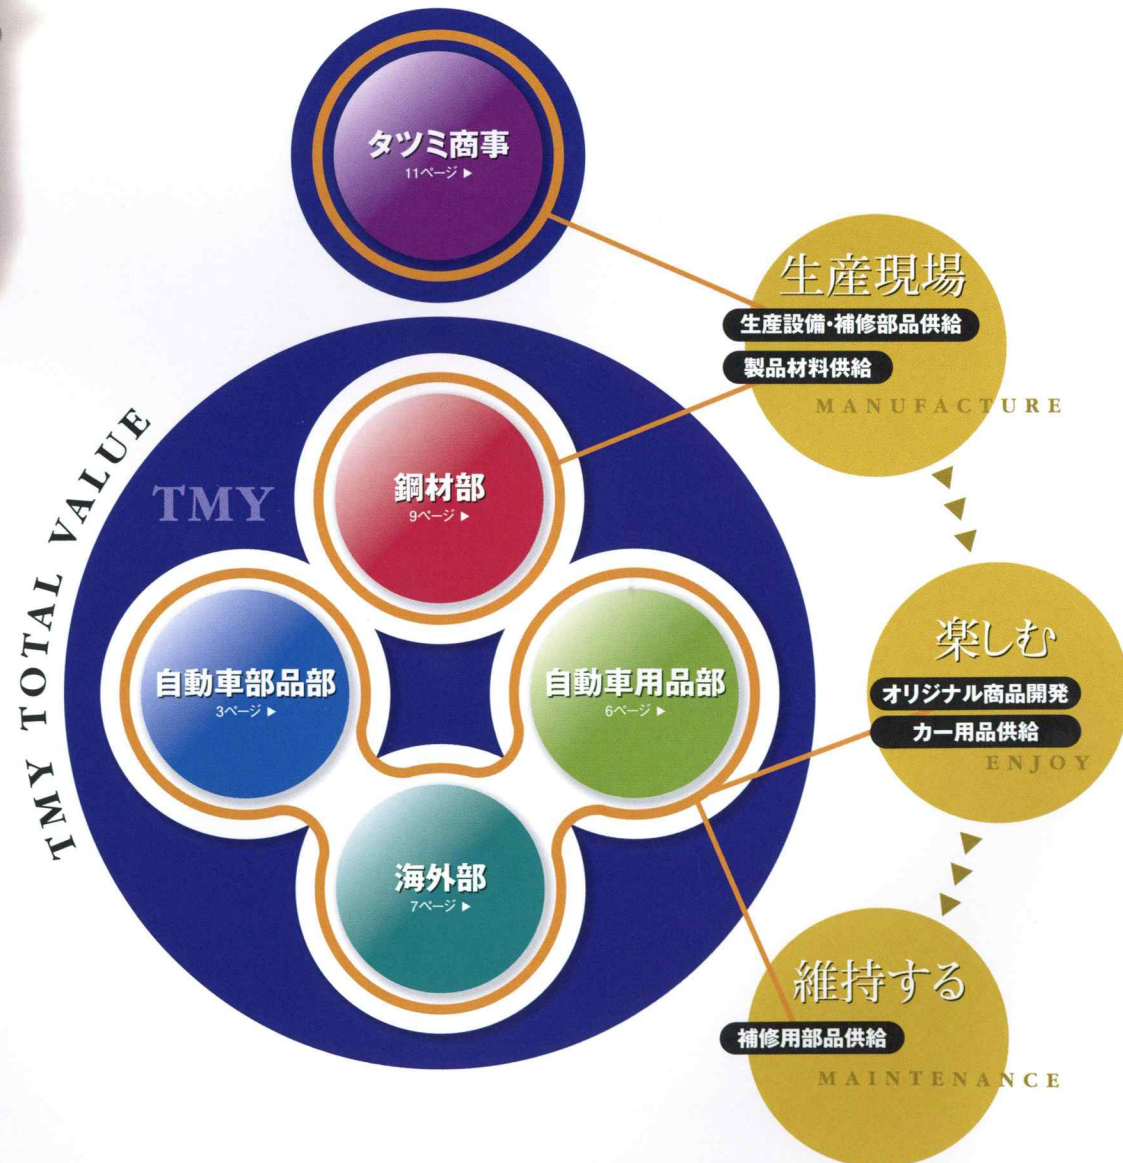 タツミ商事
11ページ ▶
生産現場
生産設備・補修部品供給
製品材料供給
MANUFACTURE
TMY TOTAL VALUE
TMY
鋼材部
9ページ ▶
自動車部品部
3ページ ▶
自動車用品部
6ページ ▶
海外部
7ページ ▶
楽しむ
オリジナル商品開発
カー用品供給
ENJOY
維持する
補修用部品供給
MAINTENANCE